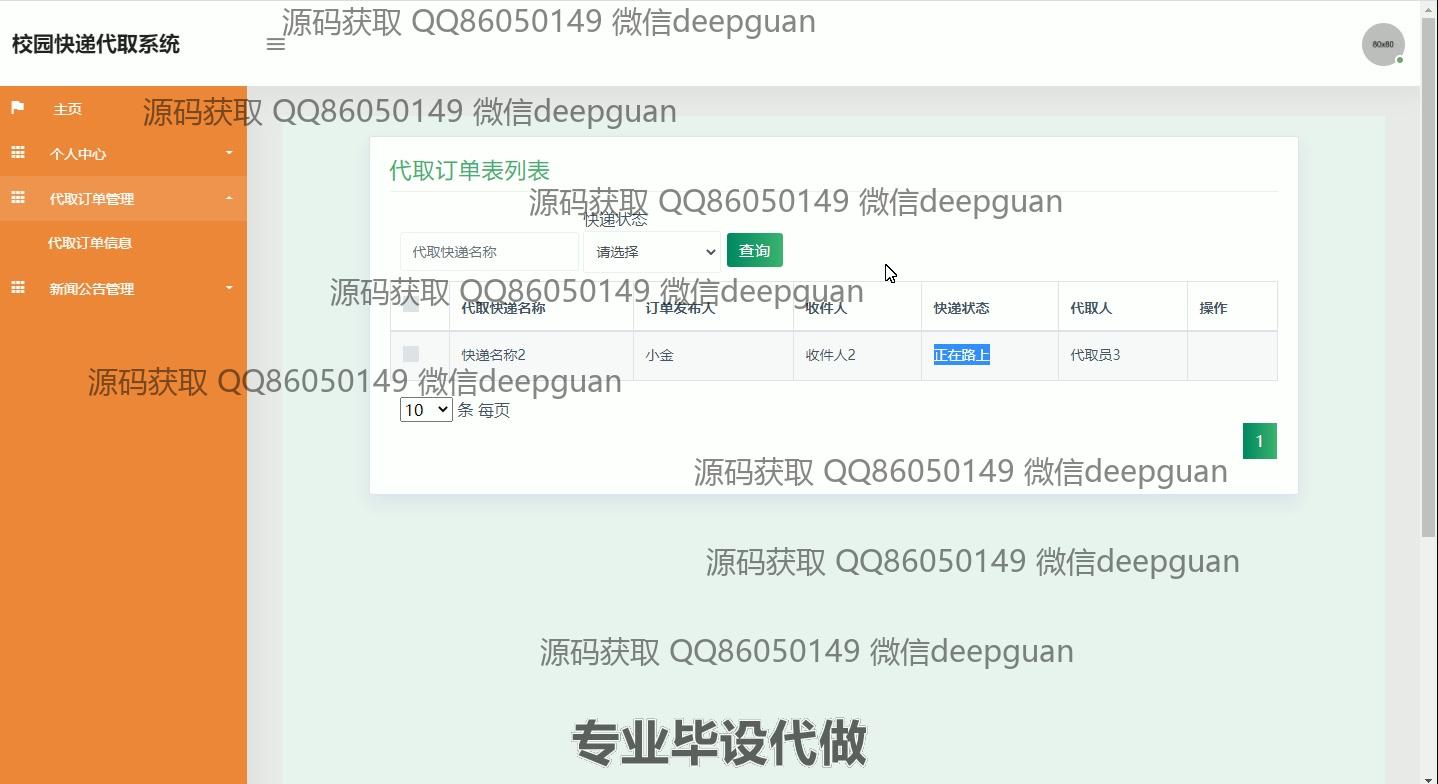 源码获取 QQ86050149 微信deepguan
校园快递代取系统
80x80
主页
源码获取 QQ86050149 微信deepguan
个人中心
代取订单管理
代取订单信息
新闻公告管理
代取订单表列表
源码获取 QQ86050149 微信deepguan
快递状态
代取快递名称 请选择 查询
源码获取 QQ86050149 微信deepguan
代取快递名称 订单发布人 收件人 快递状态 代取人 操作
快递名称2 小金 收件人2 正在路上 代取员3
源码获取 QQ86050149 微信deepguan
10 条 每页
1
源码获取 QQ86050149 微信deepguan
源码获取 QQ86050149 微信deepguan
源码获取 QQ86050149 微信deepguan
专业毕设代做